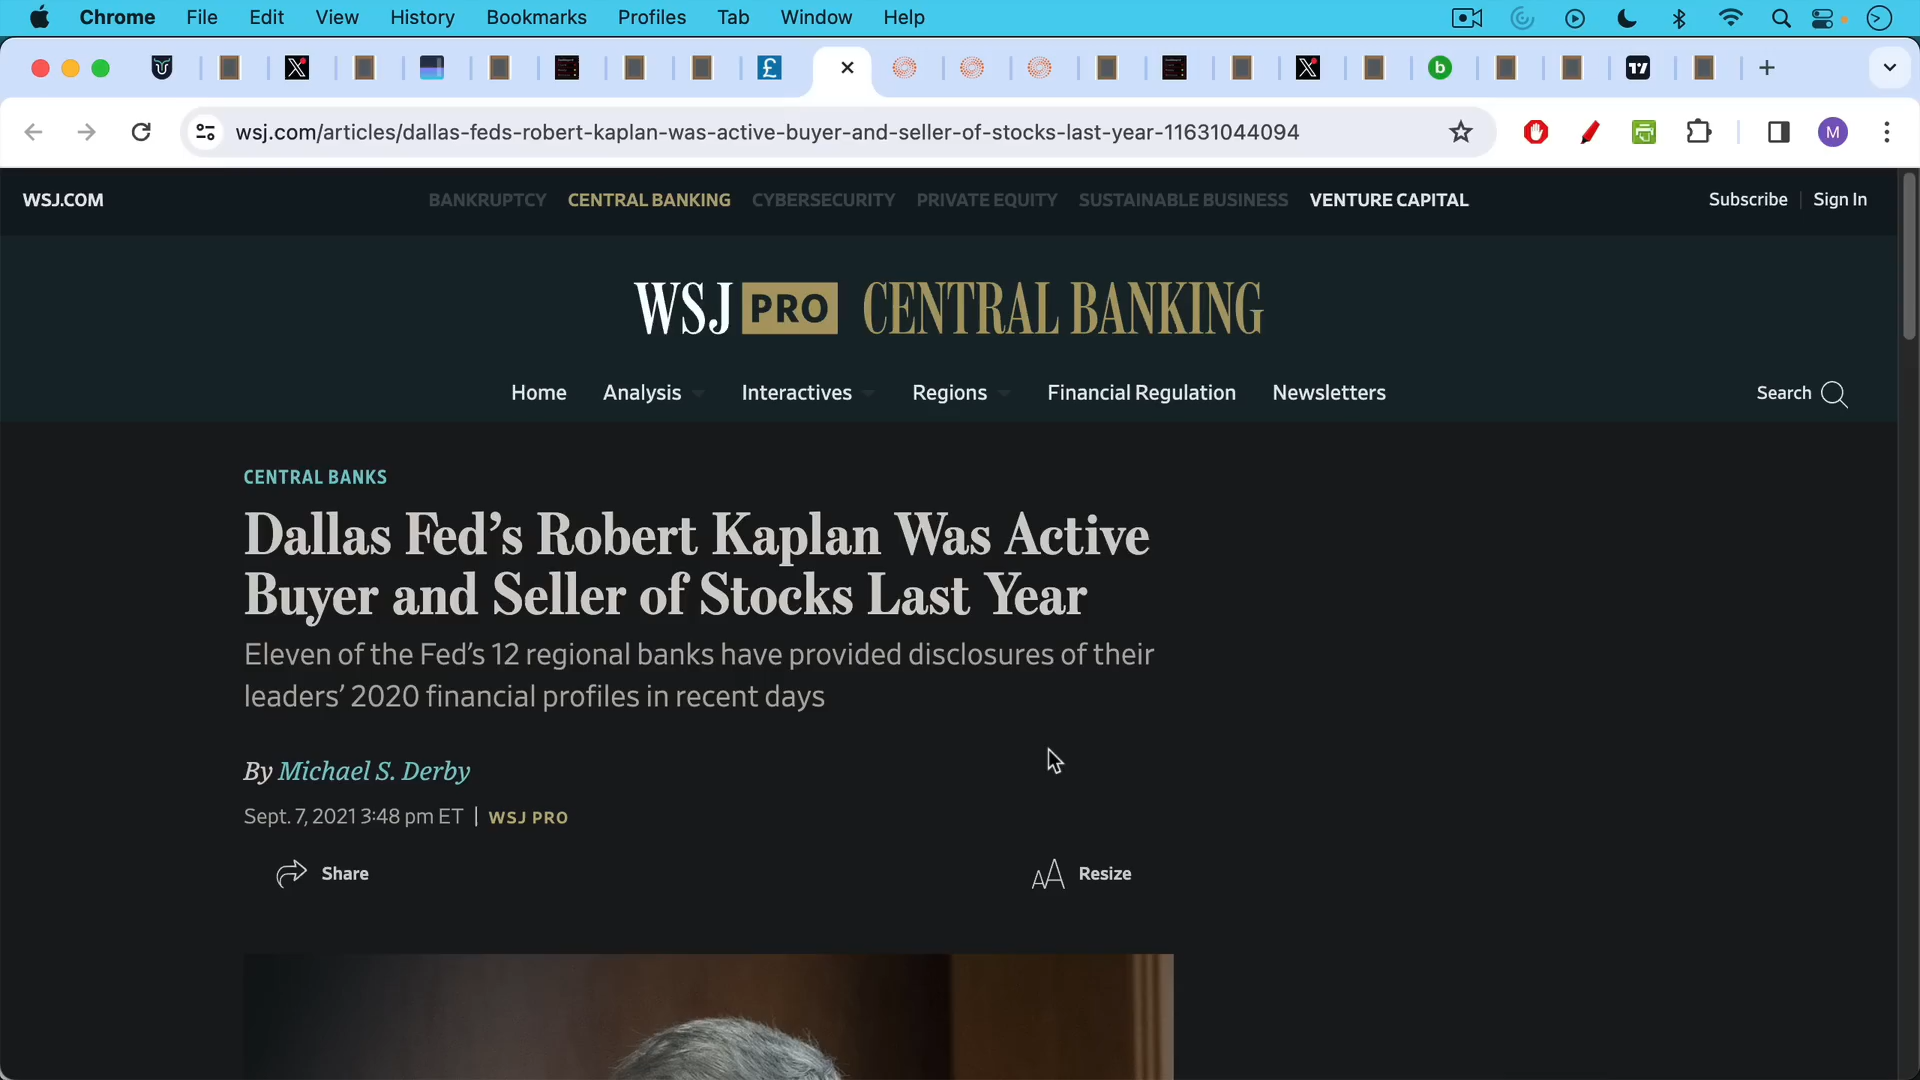 Chrome File Edit View History Bookmarks Profiles Tab Window Help
wsj.com/articles/dallas-feds-robert-kaplan-was-active-buyer-and-seller-of-stocks-last-year-11631044094
M
WSJ.COM BANKRUPTCY CENTRAL BANKING CYBERSECURITY PRIVATE EQUITY SUSTAINABLE BUSINESS VENTURE CAPITAL Subscribe Sign In
WSJ PRO CENTRAL BANKING
Home Analysis Interactives Regions Financial Regulation Newsletters Search
CENTRAL BANKS
Dallas Fed’s Robert Kaplan Was Active
Buyer and Seller of Stocks Last Year
Eleven of the Fed’s 12 regional banks have provided disclosures of their
leaders’ 2020 financial profiles in recent days
By Michael S. Derby
Sept. 7, 2021 3:48 pm ET | WSJ PRO
Share Resize